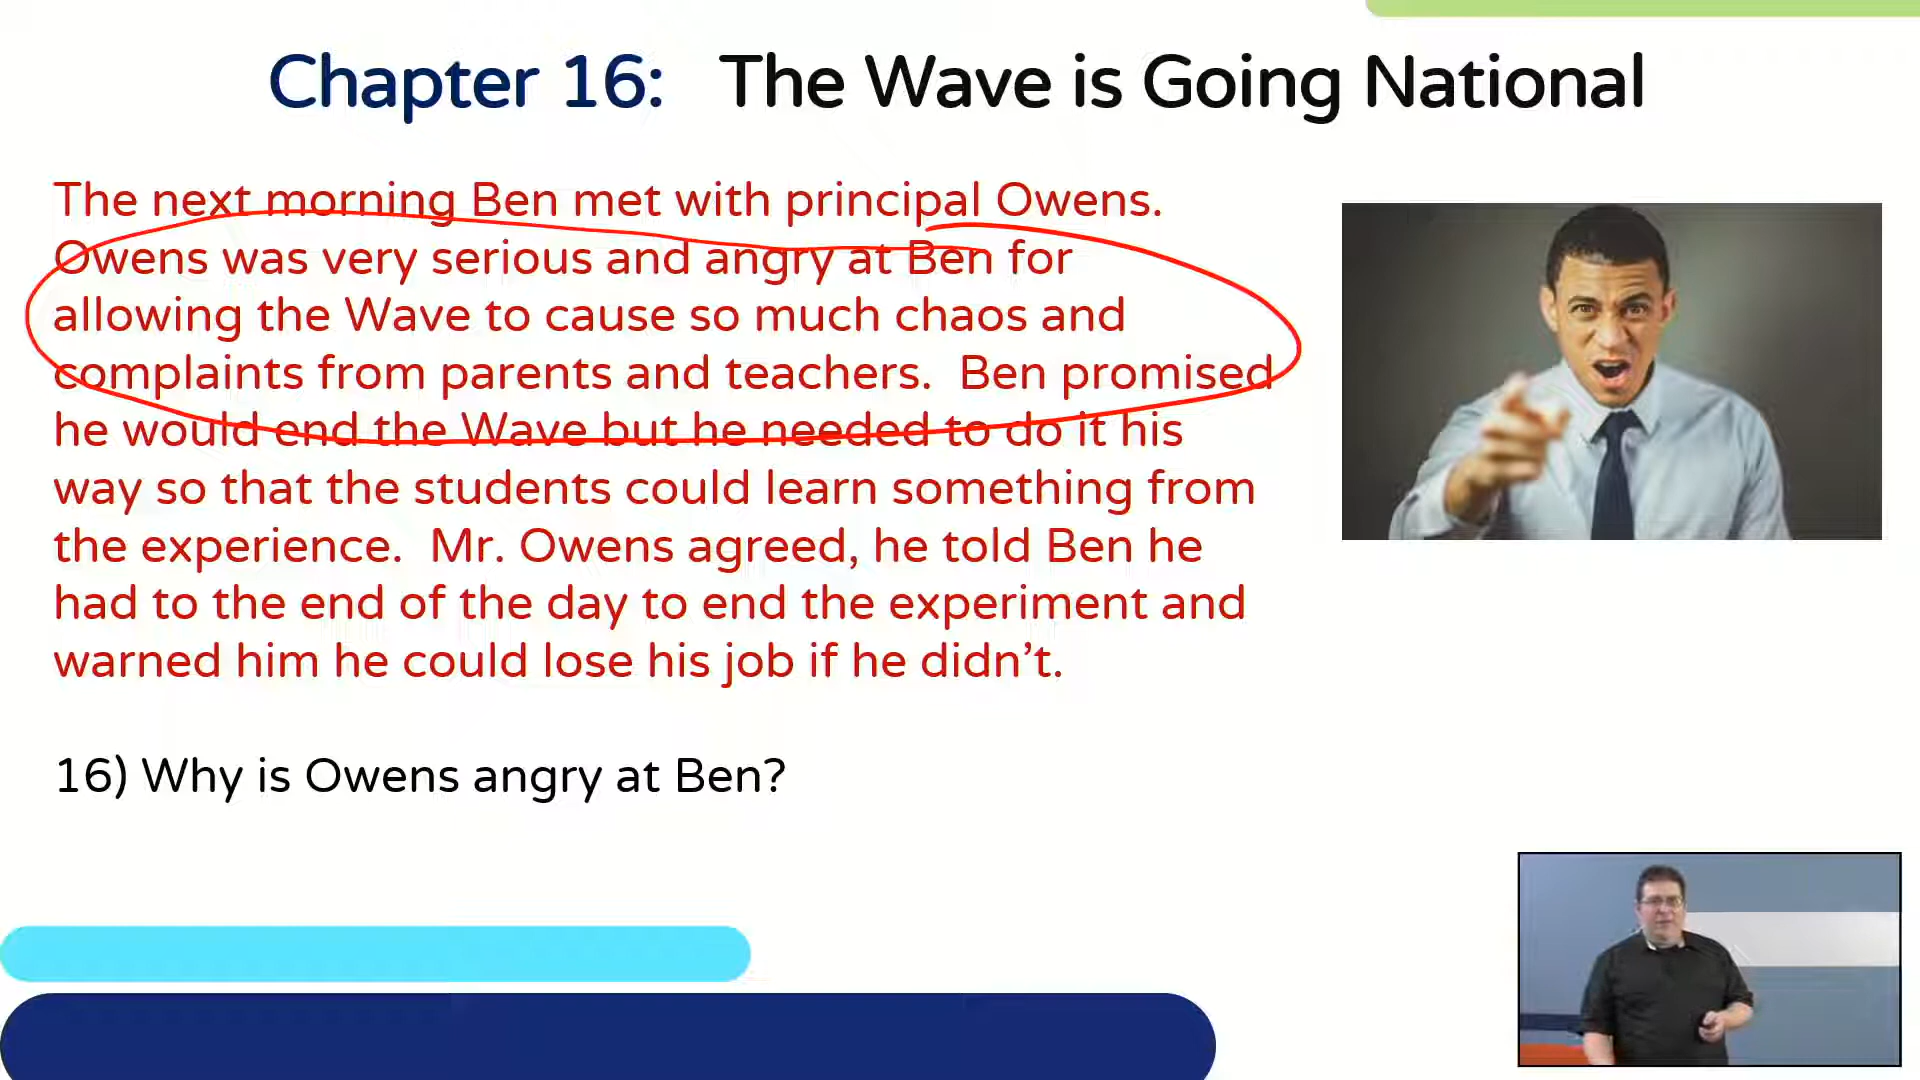 Chapter 16: The Wave is Going National
The next morning Ben met with principal Owens.
Owens was very serious and angry at Ben for
allowing the Wave to cause so much chaos and
complaints from parents and teachers. Ben promised
he would end the Wave but he needed to do it his
way so that the students could learn something from
the experience. Mr. Owens agreed, he told Ben he
had to the end of the day to end the experiment and
warned him he could lose his job if he didn’t.
16) Why is Owens angry at Ben?